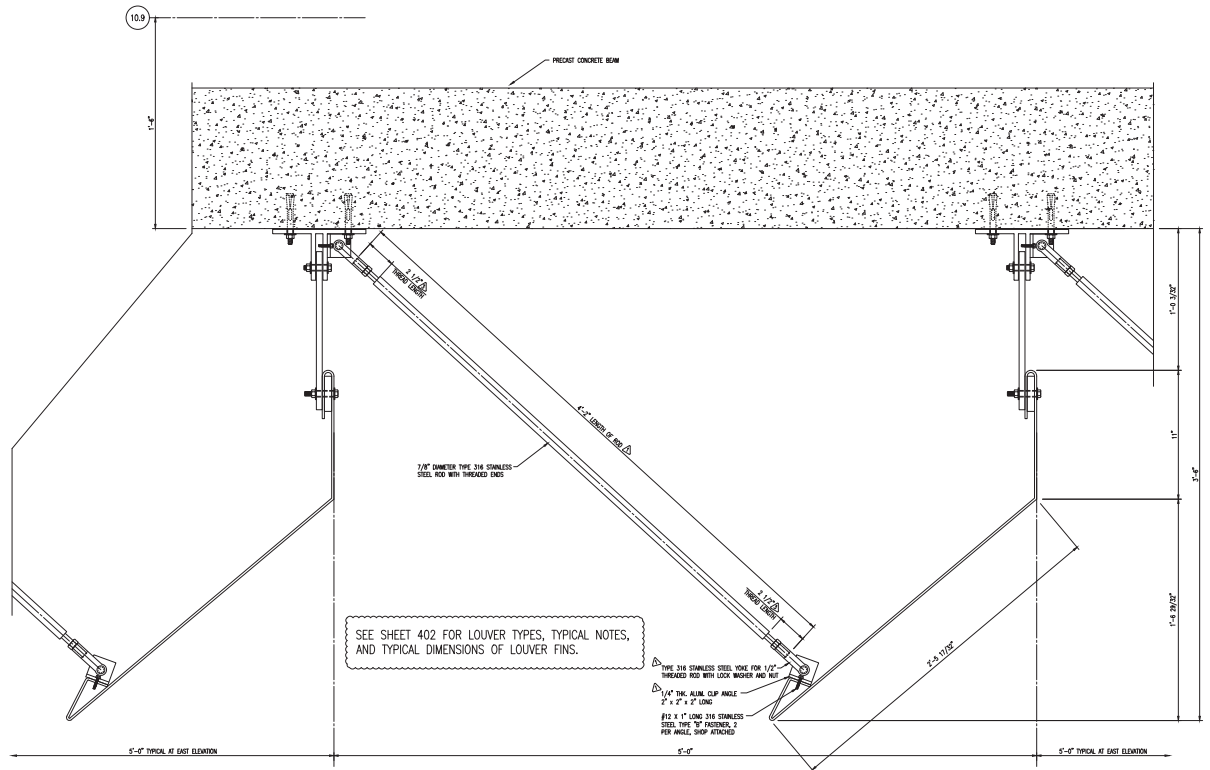 10.9
PRECAST CONCRETE BEAM
1'-6"
2 1/2"
THREAD LENGTH
4'-2" LENGTH OF ROD
1'-0 3/32"
11"
3'-6"
7/8" DIAMETER TYPE 316 STAINLESS
STEEL ROD WITH THREADED ENDS
2 1/2"
THREAD LENGTH
1'-6 29/32"
2'-5 17/32"
SEE SHEET 402 FOR LOUVER TYPES, TYPICAL NOTES,
AND TYPICAL DIMENSIONS OF LOUVER FINS.
TYPE 316 STAINLESS STEEL YOKE FOR 1/2"
THREADED ROD WITH LOCK WASHER AND NUT
1/4" THK. ALUM. CLIP ANGLE
2" x 2" x 2" LONG
#12 X 1" LONG 316 STAINLESS
STEEL TYPE "B" FASTENER, 2
PER ANGLE, SHOP ATTACHED
5'-0" TYPICAL AT EAST ELEVATION
5'-0"
5'-0" TYPICAL AT EAST ELEVATION